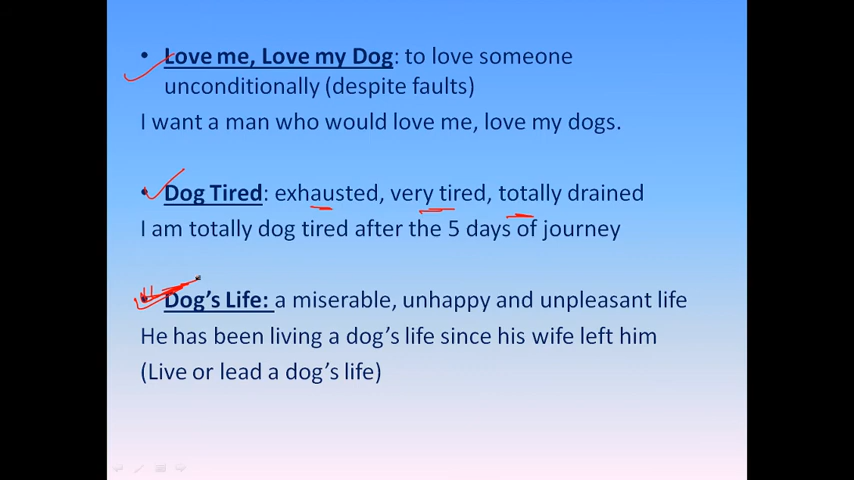 • Love me, Love my Dog: to love someone
unconditionally (despite faults)
I want a man who would love me, love my dogs.
• Dog Tired: exhausted, very tired, totally drained
I am totally dog tired after the 5 days of journey
• Dog’s Life: a miserable, unhappy and unpleasant life
He has been living a dog’s life since his wife left him
(Live or lead a dog’s life)